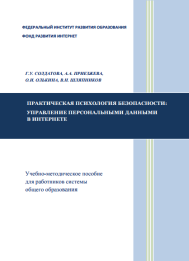 ФЕДЕРАЛЬНЫЙ ИНСТИТУТ РАЗВИТИЯ ОБРАЗОВАНИЯ
ФОНД РАЗВИТИЯ ИНТЕРНЕТ
Г.У. СОЛДАТОВА, А.А. ПРИЕЗЖЕВА,
О.И. ОЛЬКИНА, В.Н. ШЛЯПНИКОВ
ПРАКТИЧЕСКАЯ ПСИХОЛОГИЯ БЕЗОПАСНОСТИ:
УПРАВЛЕНИЕ ПЕРСОНАЛЬНЫМИ ДАННЫМИ
В ИНТЕРНЕТЕ
Учебно-методическое пособие
для работников системы
общего образования